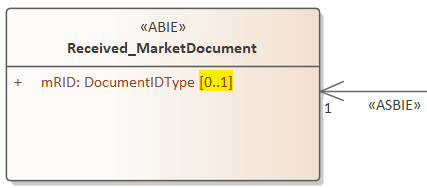 «ABIE»
Received_MarketDocument
+ mRID: DocumentIDType [0..1]
1
«ASBIE»